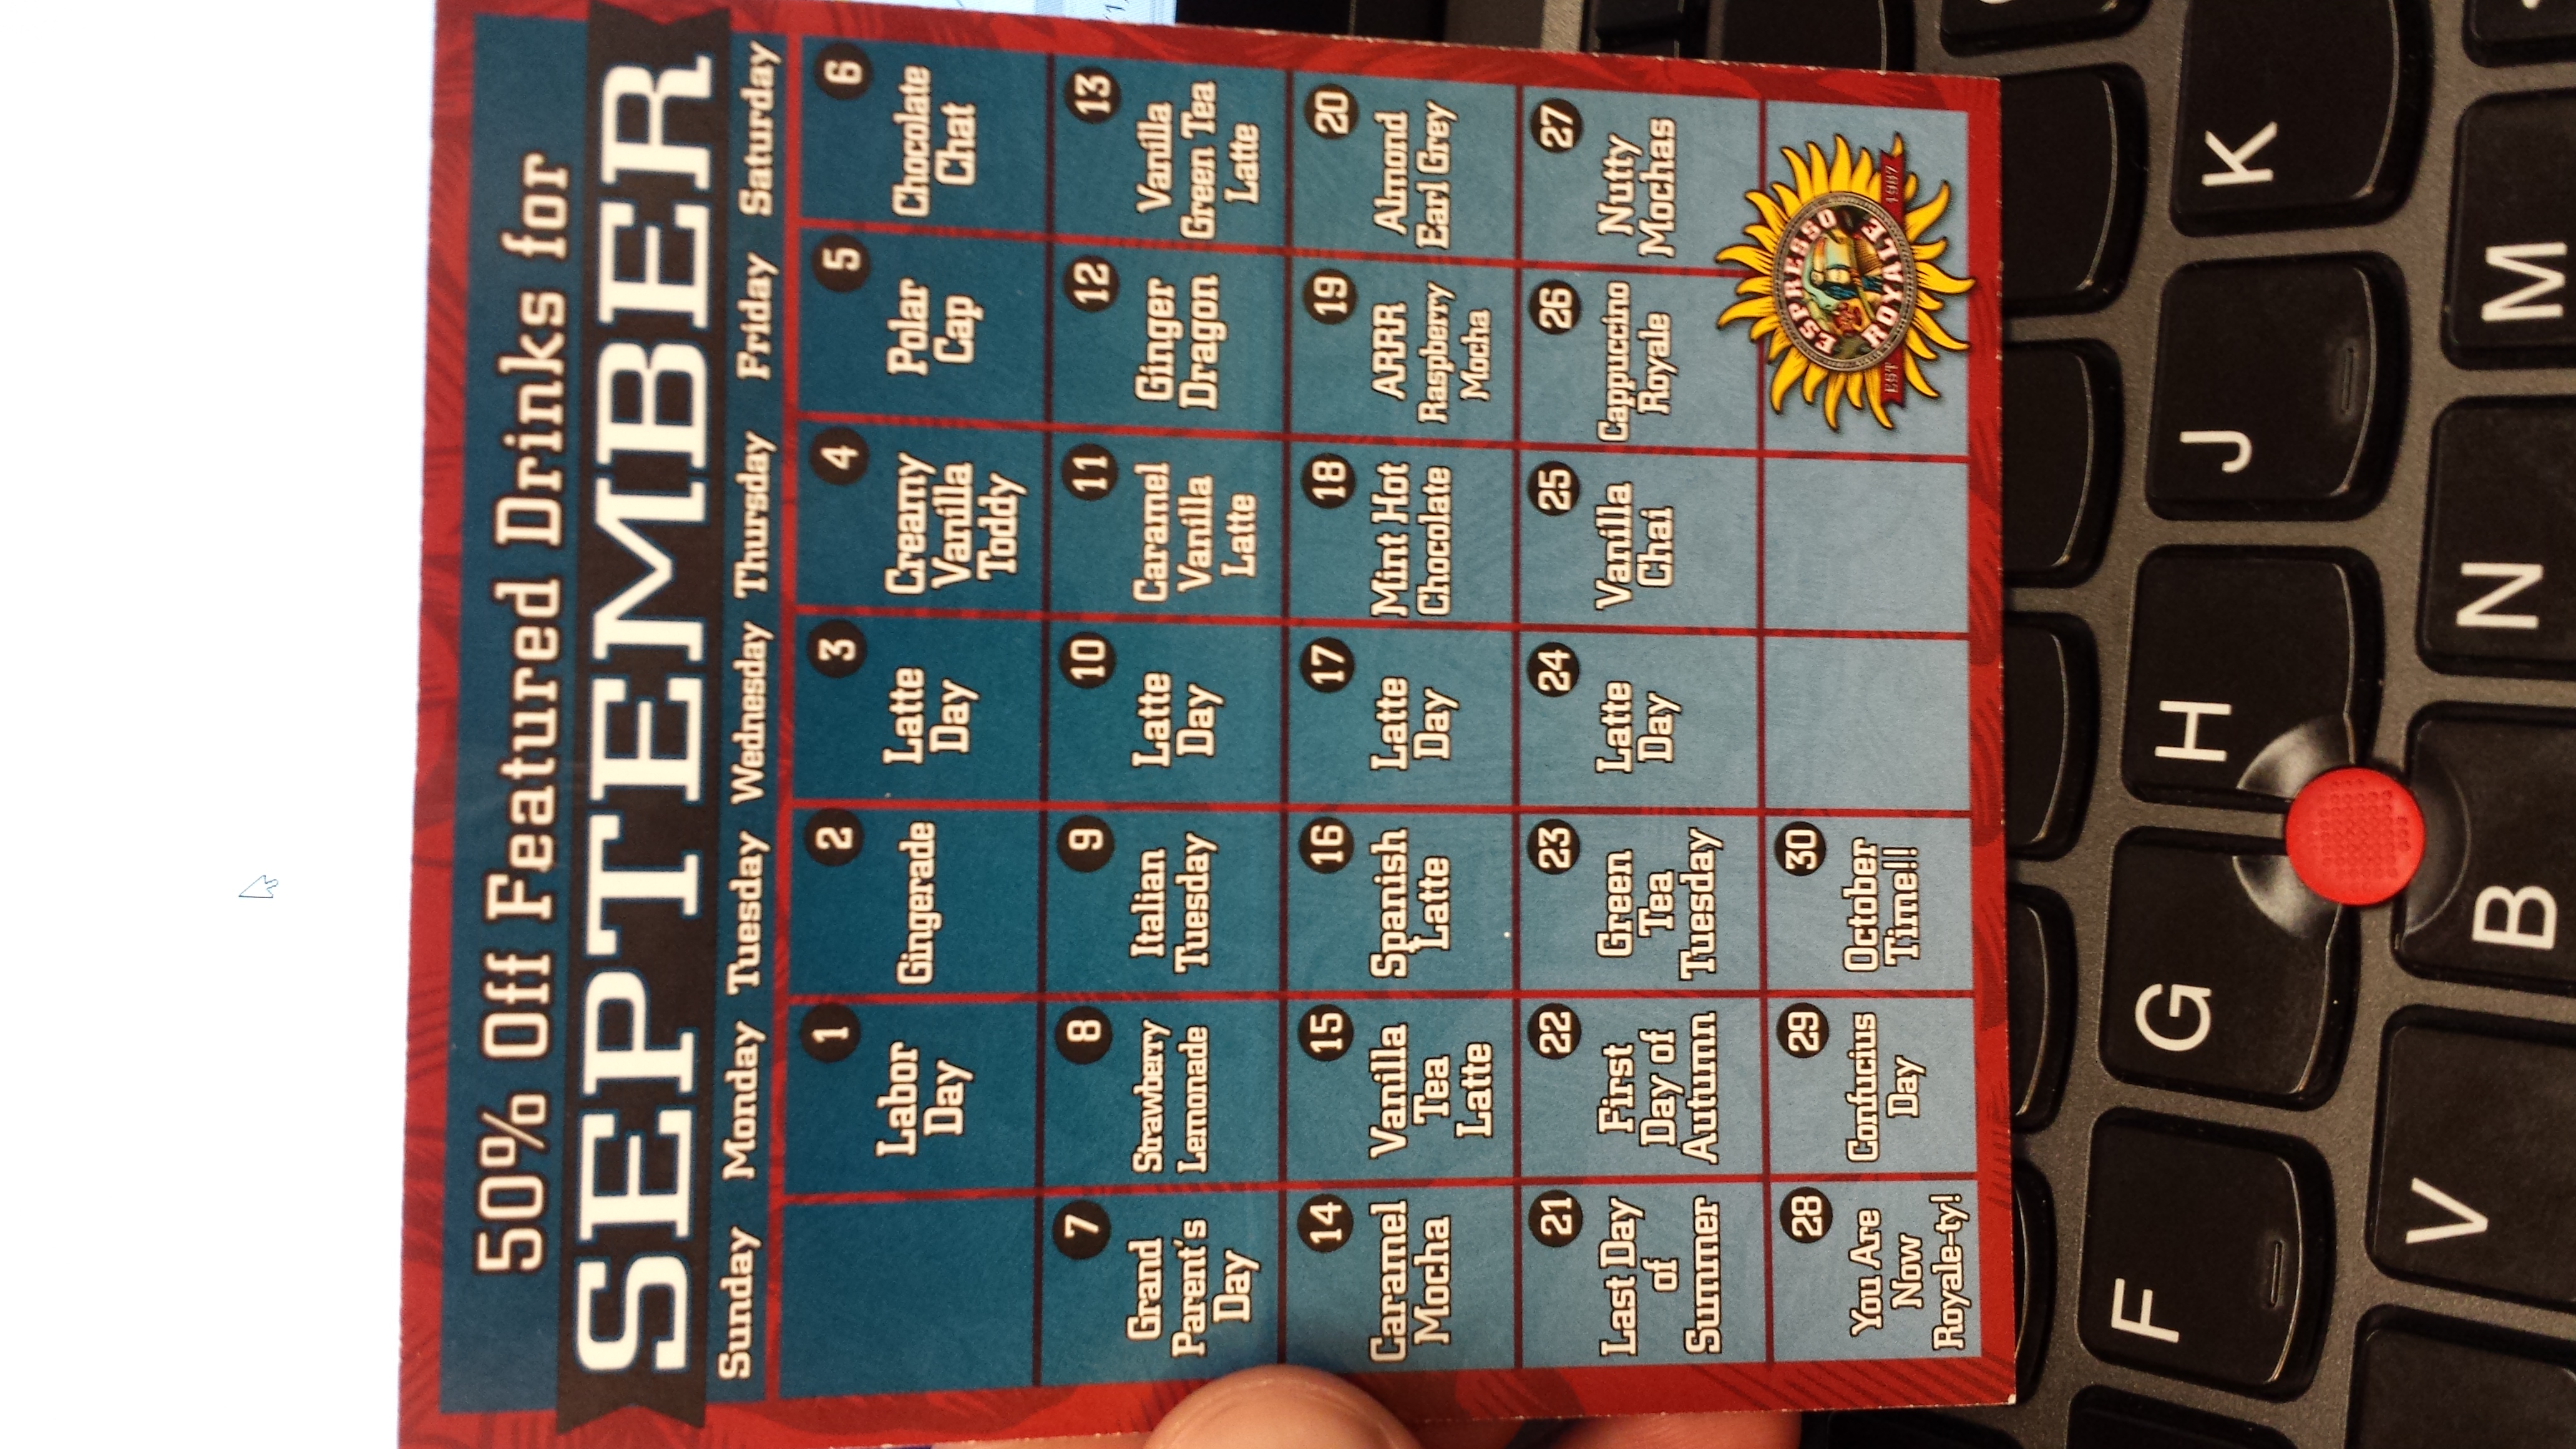 50% Off Featured Drinks for
SEPTEMBER
Sunday Monday Tuesday Wednesday Thursday Friday Saturday
1
Labor
Day
2
Gingerade
3
Latte
Day
4
Creamy
Vanilla
Toddy
5
Polar
Cap
6
Chocolate
Chat
7
Grand
Parent's
Day
8
Strawberry
Lemonade
9
Italian
Tuesday
10
Latte
Day
11
Caramel
Vanilla
Latte
12
Ginger
Dragon
13
Vanilla
Green Tea
Latte
14
Caramel
Mocha
15
Vanilla
Tea
Latte
16
Spanish
Latte
17
Latte
Day
18
Mint Hot
Chocolate
19
ARRR
Raspberry
Mocha
20
Almond
Earl Grey
21
Last Day
of
Summer
22
First
Day of
Autumn
23
Green
Tea
Tuesday
24
Latte
Day
25
Vanilla
Chai
26
Cappuccino
Royale
27
Nutty
Mochas
28
You Are
Now
Royale-ty!
29
Confucius
Day
30
October
Time!!
ESPRESSO
ROYALE
EST 1987
F G H J K
V B N M